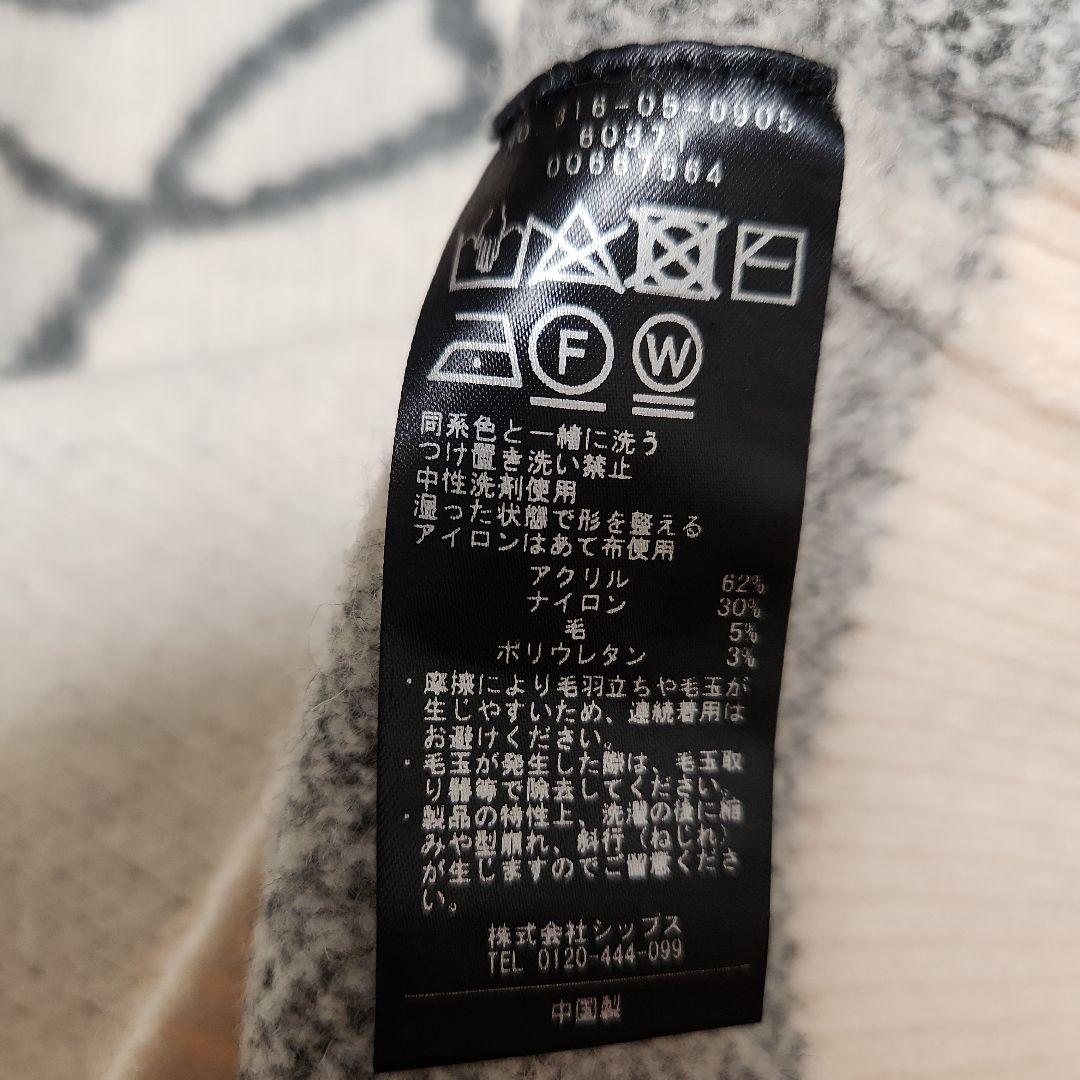 NO 316-05-0905
60371
00667564
F
W
同系色と一緒に洗う
つけ置き洗い禁止
中性洗剤使用
湿った状態で形を整える
アイロンはあて布使用
アクリル 62%
ナイロン 30%
毛 5%
ポリウレタン 3%
・摩擦により毛羽立ちや毛玉が
生じやすいため、連続着用は
お避けください。
・毛玉が発生した際は、毛玉取
り器等で除去してください。
・製品の特性上、洗濯の後に縮
みや型崩れ、斜行(ねじれ)
が生じますのでご留意くださ
い。
株式会社シップス
TEL 0120-444-099
中国製